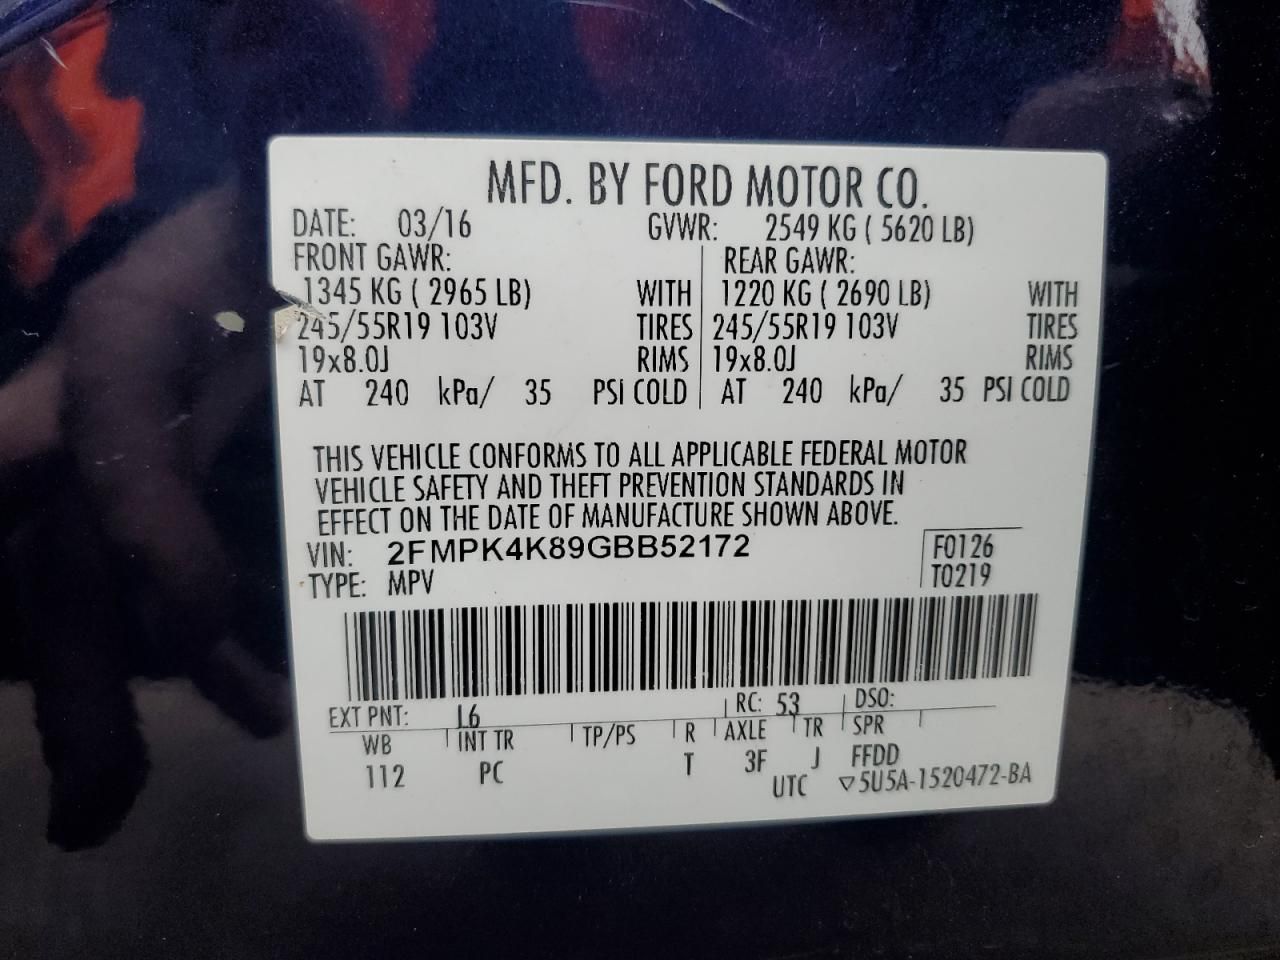 MFD. BY FORD MOTOR CO.
DATE: 03/16 GVWR: 2549 KG ( 5620 LB)
FRONT GAWR: REAR GAWR:
1345 KG ( 2965 LB) WITH 1220 KG ( 2690 LB) WITH
245/55R19 103V TIRES 245/55R19 103V TIRES
19x8.0J RIMS 19x8.0J RIMS
AT 240 kPa/ 35 PSI COLD AT 240 kPa/ 35 PSI COLD
THIS VEHICLE CONFORMS TO ALL APPLICABLE FEDERAL MOTOR
VEHICLE SAFETY AND THEFT PREVENTION STANDARDS IN
EFFECT ON THE DATE OF MANUFACTURE SHOWN ABOVE.
VIN: 2FMPK4K89GBB52172 F0126
TYPE: MPV T0219
EXT PNT: L6 RC: 53 DSO:
WB INT TR TP/PS R AXLE TR SPR
112 PC T 3F J FFDD
UTC ▽5U5A-1520472-BA